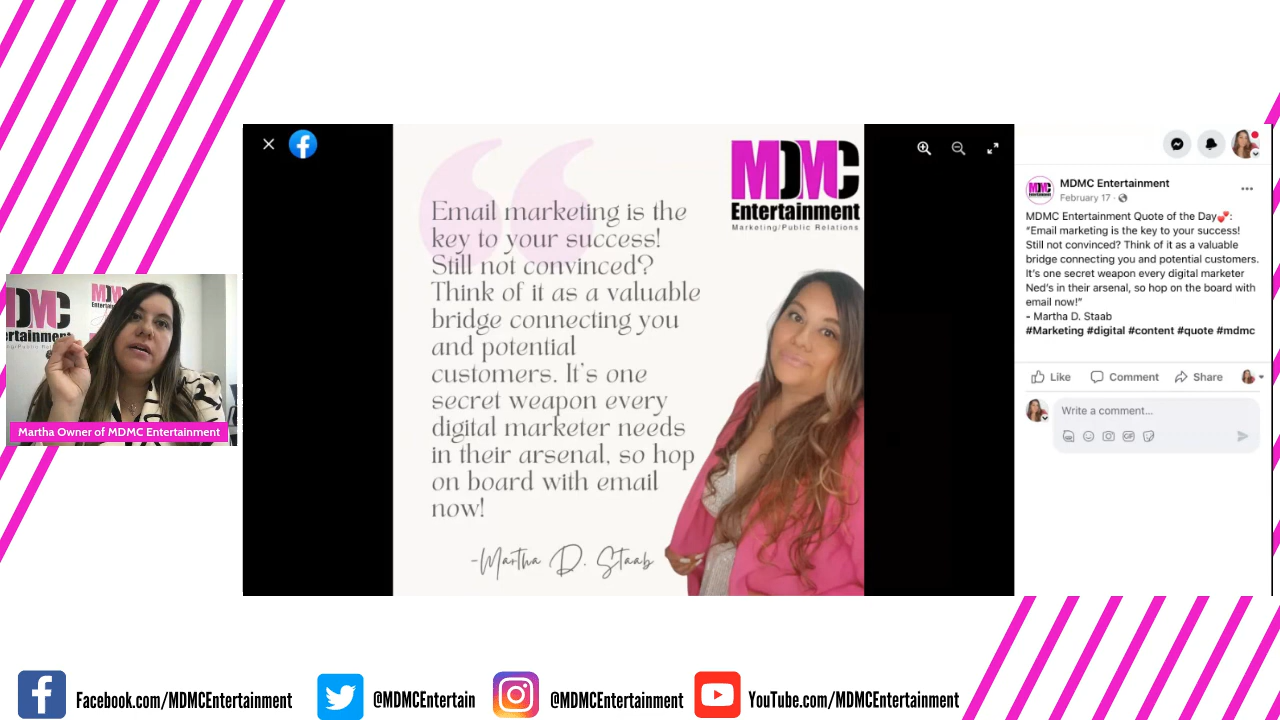 Email marketing is the
key to your success!
Still not convinced?
Think of it as a valuable
bridge connecting you
and potential
customers. It's one
secret weapon every
digital marketer needs
in their arsenal, so hop
on board with email
now!
-Martha D. Staab
MDMC
Entertainment
Marketing/Public Relations
MDMC Entertainment
February 17 ·
MDMC Entertainment Quote of the Day💕:
"Email marketing is the key to your success!
Still not convinced? Think of it as a valuable
bridge connecting you and potential customers.
It's one secret weapon every digital marketer
Ned's in their arsenal, so hop on the board with
email now!"
- Martha D. Staab
#Marketing #digital #content #quote #mdmc
Like Comment Share
Write a comment...
GIF
MDMC
Martha Owner of MDMC Entertainment
Facebook.com/MDMCEntertainment
@MDMCEntertain
@MDMCEntertainment
YouTube.com/MDMCEntertainment